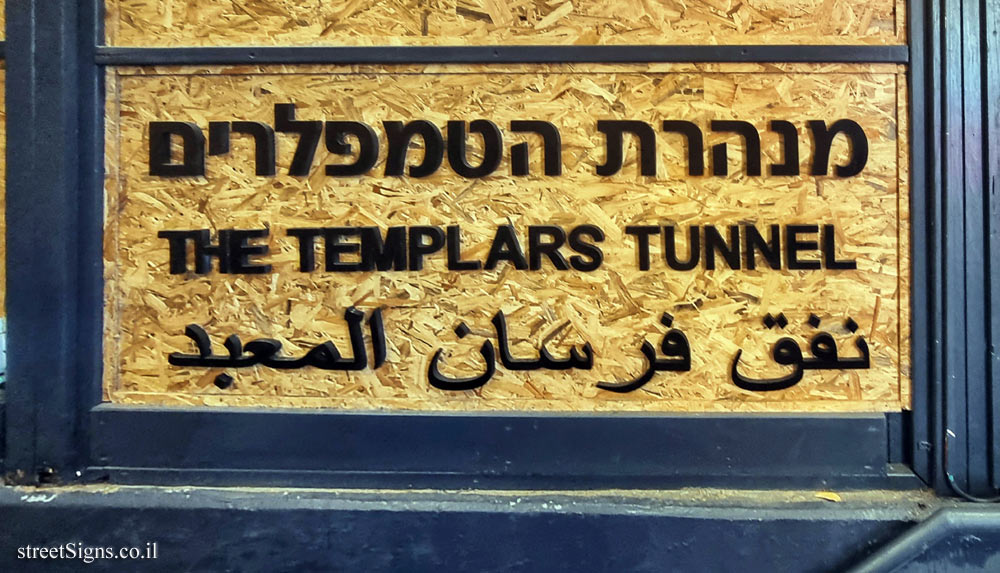 מנהרת הטמפלרים
THE TEMPLARS TUNNEL
نفق فرسان المعبد
streetSigns.co.il